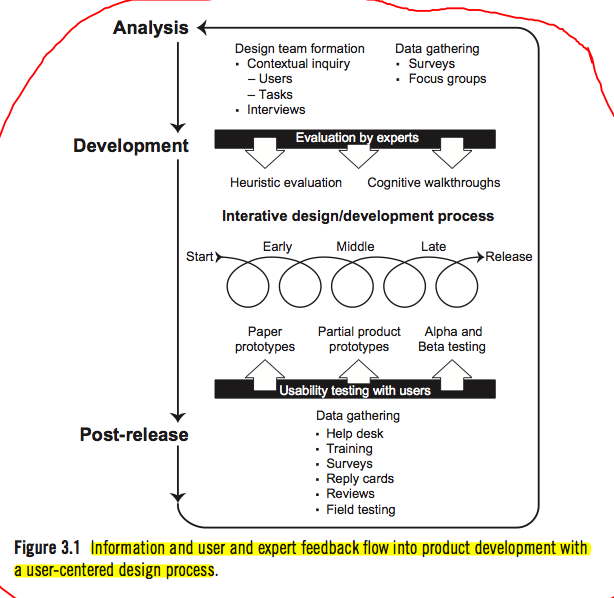 Analysis
Design team formation
• Contextual inquiry
– Users
– Tasks
• Interviews
Data gathering
• Surveys
• Focus groups
Development
Evaluation by experts
Heuristic evaluation
Cognitive walkthroughs
Interative design/development process
Start
Early
Middle
Late
Release
Paper
prototypes
Partial product
prototypes
Alpha and
Beta testing
Usability testing with users
Post-release
Data gathering
• Help desk
• Training
• Surveys
• Reply cards
• Reviews
• Field testing
Figure 3.1 Information and user and expert feedback flow into product development with
a user-centered design process.